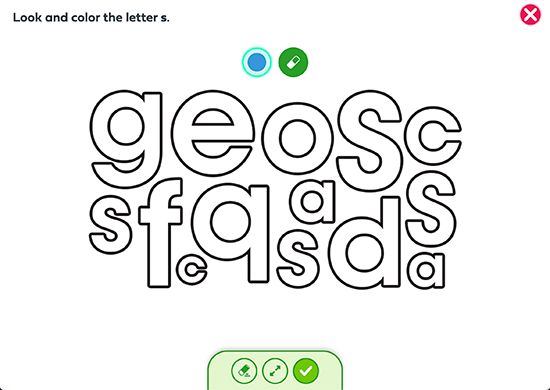 Look and color the letter s.
g e o s c
s f q a s
c s d a